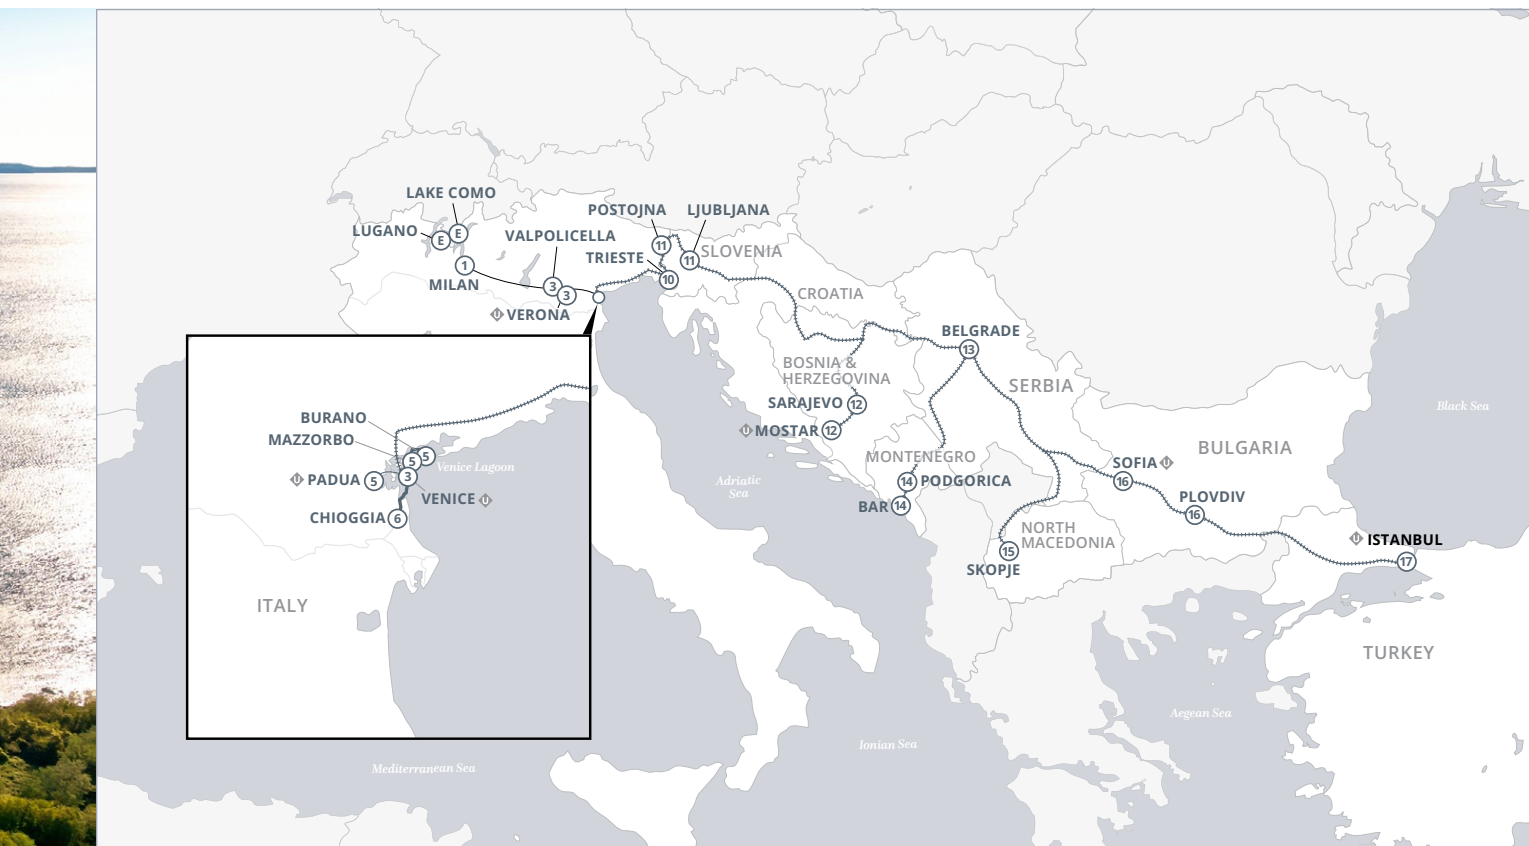 LAKE COMO
E
LUGANO
E
1
MILAN
POSTOJNA
11
LJUBLJANA
11
SLOVENIA
VALPOLICELLA
3
3
U VERONA
TRIESTE
10
CROATIA
BELGRADE
13
BOSNIA &
HERZEGOVINA
SERBIA
SARAJEVO 12
U MOSTAR 12
Black Sea
BURANO
5
MAZZORBO
5
Venice Lagoon
U PADUA 5
3
VENICE U
CHIOGGIA 6
ITALY
Adriatic
Sea
MONTENEGRO
14 PODGORICA
BAR 14
BULGARIA
SOFIA U
16
PLOVDIV
16
NORTH
MACEDONIA
15
SKOPJE
U ISTANBUL
17
TURKEY
Aegean Sea
Ionian Sea
Mediterranean Sea